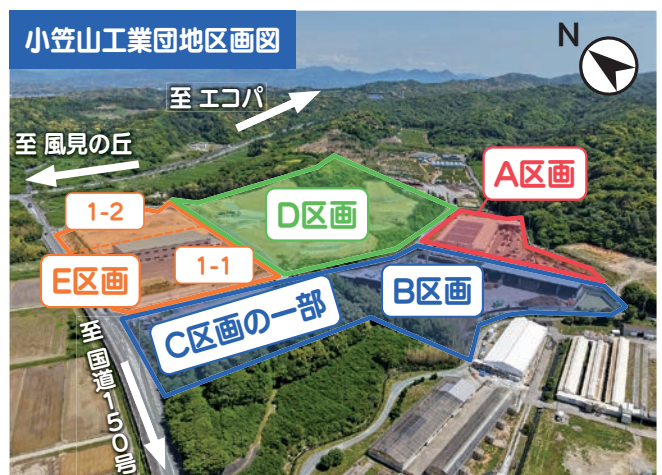 小笠山工業団地区画図
N
至 エコパ
至 風見の丘
A区画
1-2
D区画
1-1
E区画
B区画
C区画の一部
至 国道150号